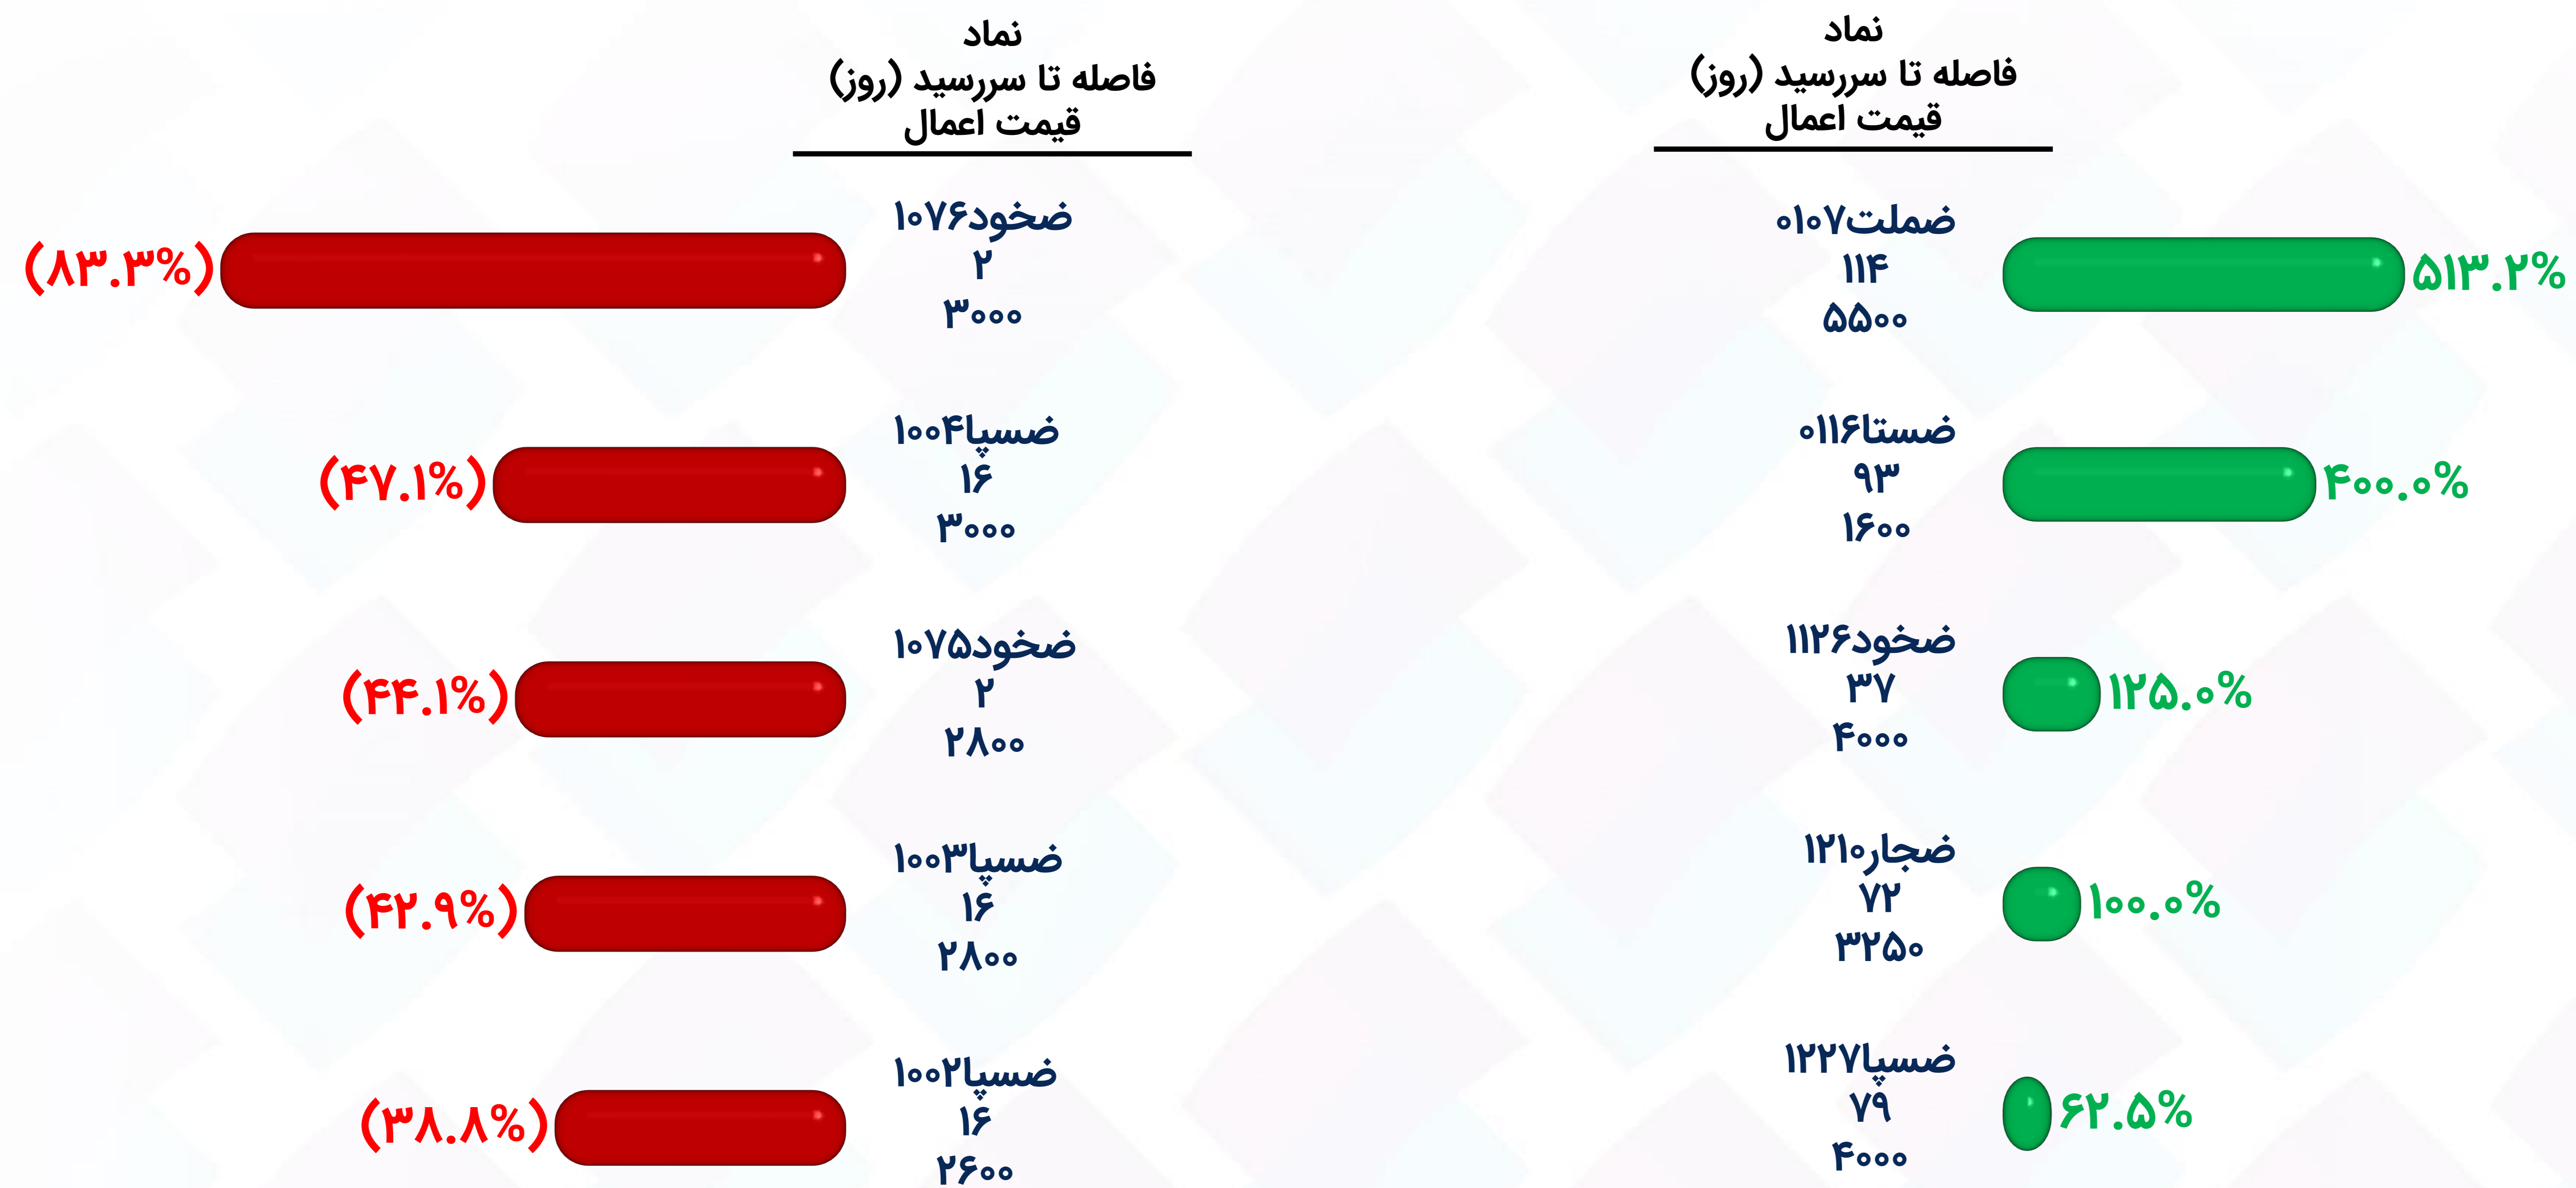 نماد
فاصله تا سررسید (روز)
قیمت اعمال
ضملت۰۱۰۷
۱۱۴
۵۵۰۰
۵۱۳.۲%
ضستا۰۱۱۶
۹۳
۱۶۰۰
۴۰۰.۰%
ضخود۱۱۲۶
۳۷
۴۰۰۰
۱۲۵.۰%
ضجار۱۲۱۰
۷۲
۳۲۵۰
۱۰۰.۰%
ضسپا۱۲۲۷
۷۹
۴۰۰۰
۶۲.۵%
نماد
فاصله تا سررسید (روز)
قیمت اعمال
ضخود۱۰۷۶
۲
۳۰۰۰
(۸۳.۳%)
ضسپا۱۰۰۴
۱۶
۳۰۰۰
(۴۷.۱%)
ضخود۱۰۷۵
۲
۲۸۰۰
(۴۴.۱%)
ضسپا۱۰۰۳
۱۶
۲۸۰۰
(۴۲.۹%)
ضسپا۱۰۰۲
۱۶
۲۶۰۰
(۳۸.۸%)